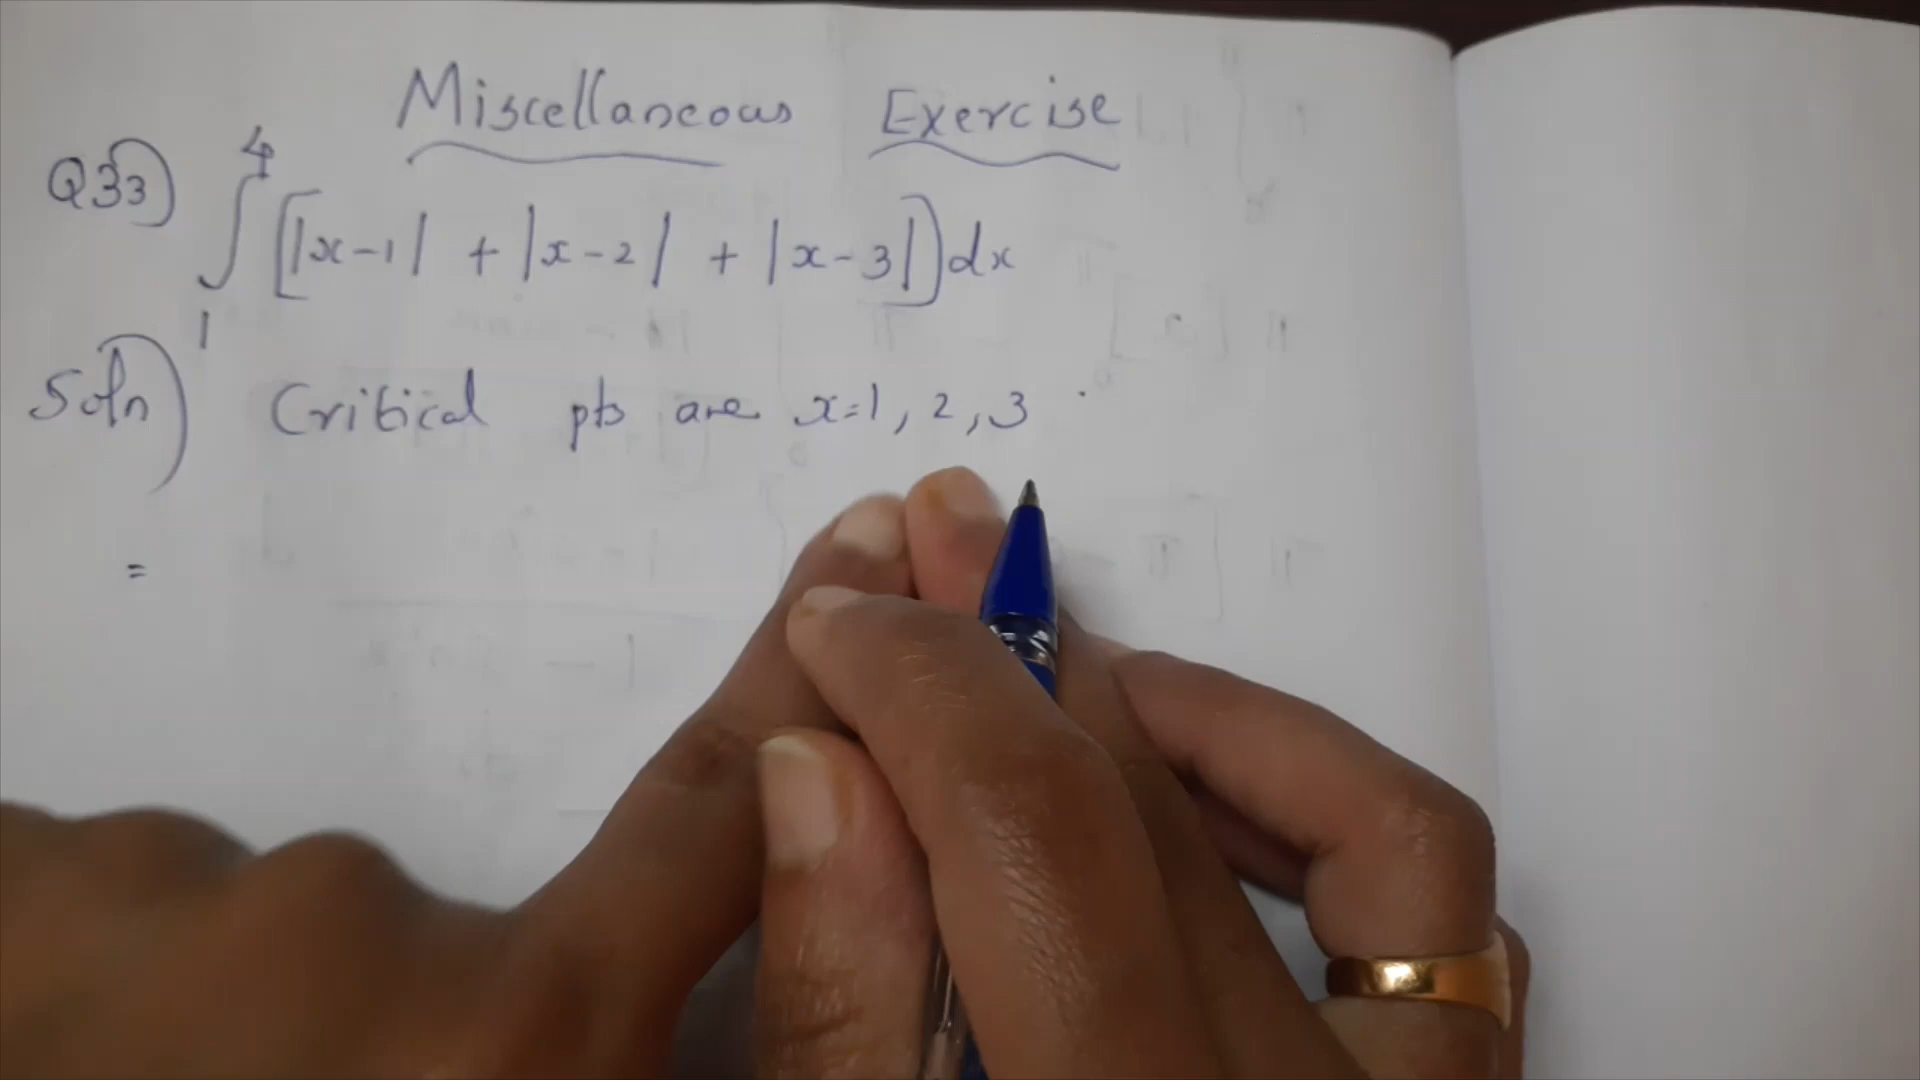 Miscellaneous Exercise
Q33) ∫₁⁴ [|x-1| + |x-2| + |x-3|] dx
Soln) Critical pts are x=1, 2, 3
=